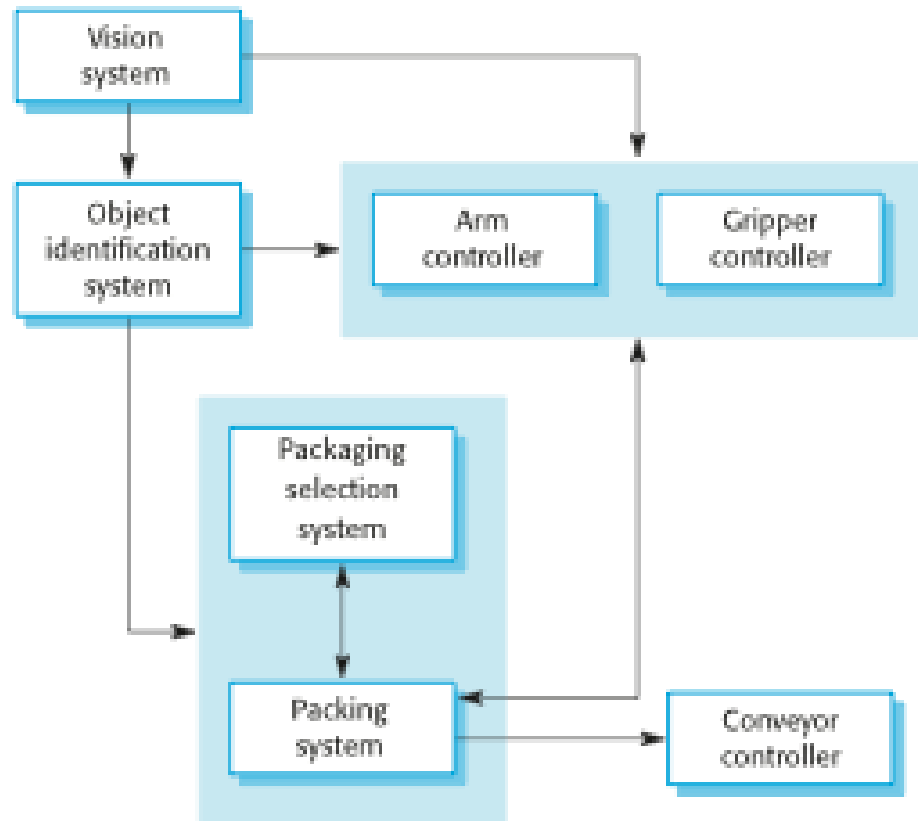 Vision
system
Object
identification
system
Arm
controller
Gripper
controller
Packaging
selection
system
Packing
system
Conveyor
controller